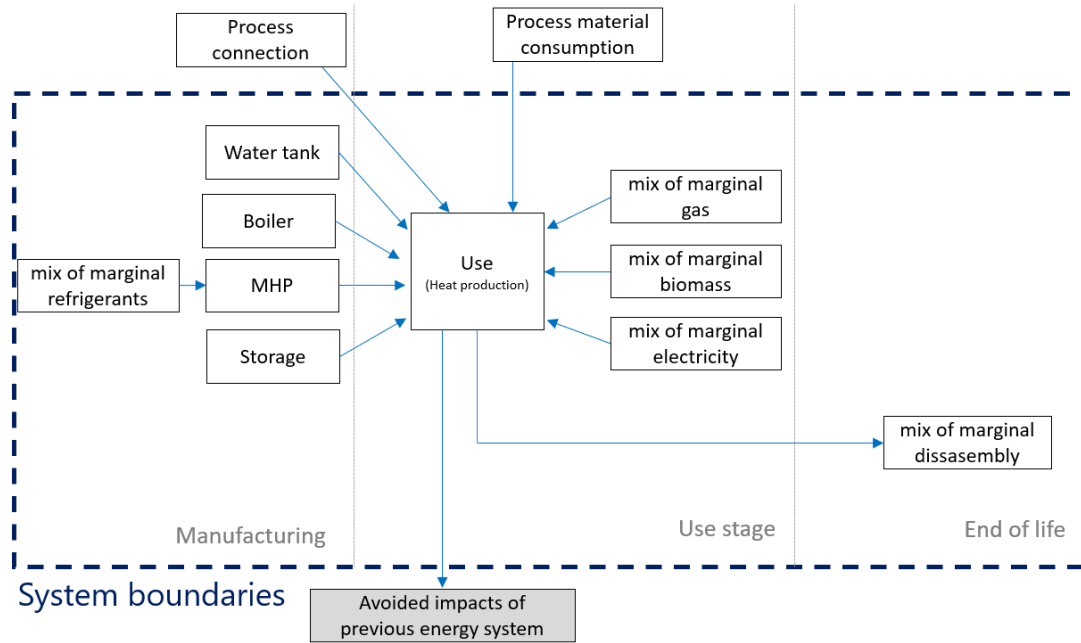 Process
connection
Process material
consumption
Water tank
Boiler
mix of marginal
refrigerants
MHP
Storage
Use
(Heat production)
mix of marginal
gas
mix of marginal
biomass
mix of marginal
electricity
mix of marginal
dissasembly
Manufacturing
Use stage
End of life
System boundaries
Avoided impacts of
previous energy system